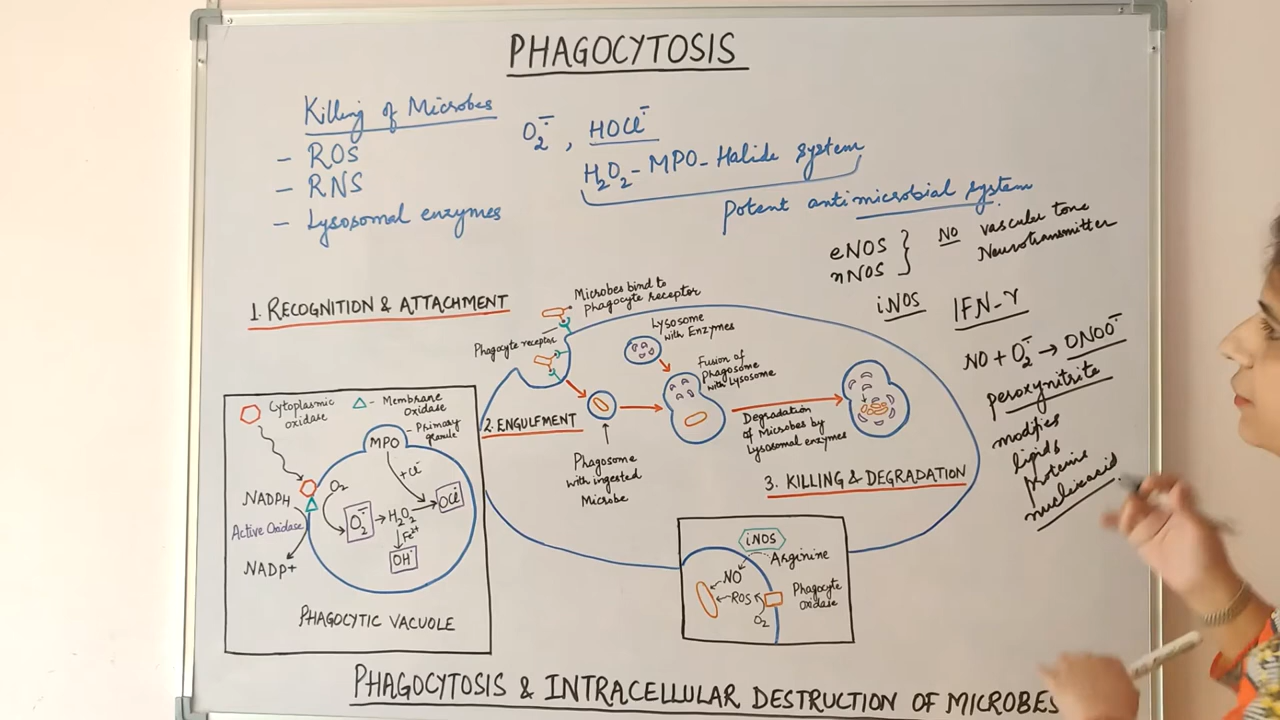 PHAGOCYTOSIS
Killing of Microbes
- ROS
- RNS
- Lysosomal enzymes
O₂⁻̇ , HOCl⁻̇
H₂O₂ - MPO - Halide system
Potent antimicrobial system
eNOS
nNOS
} NO vascular tone
Neurotransmitter
iNOS IFN-γ
NO + O₂⁻̇ → ONOO⁻̇
peroxynitrite
modifies
lipids
proteins
nucleic acid
1. RECOGNITION & ATTACHMENT
Microbes bind to
Phagocyte receptor
Phagocyte receptor
Lysosome
with Enzymes
Fusion of
Phagosome
with Lysosome
2. ENGULFMENT
Phagosome
with ingested
Microbe
Degradation
of Microbes by
Lysosomal enzymes
3. KILLING & DEGRADATION
Cytoplasmic
oxidase
- Membrane
Oxidase
MPO - Primary
granule
+Cl⁻
NADPH
O₂
Active Oxidase
O₂⁻̇ → H₂O₂ → OCl⁻̇
Fe²⁺
OH⁻̇
NADP+
PHAGOCYTIC VACUOLE
iNOS
Arginine
NO
ROS
O₂
Phagocyte
oxidase
PHAGOCYTOSIS & INTRACELLULAR DESTRUCTION OF MICROBES